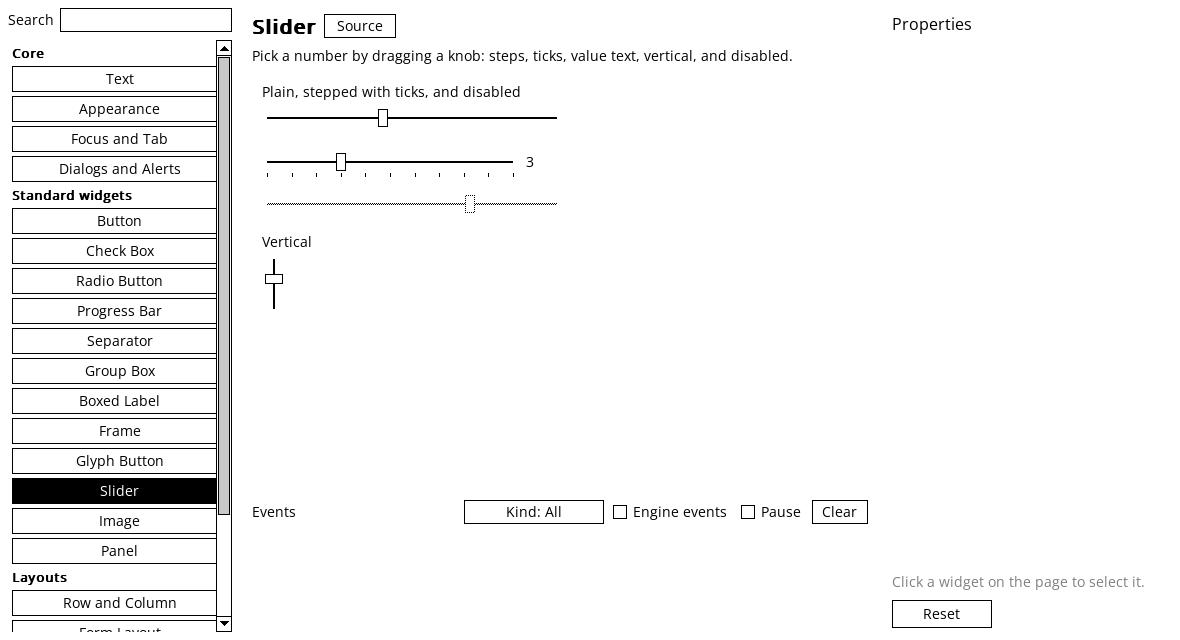 Search
Core
Text
Appearance
Focus and Tab
Dialogs and Alerts
Standard widgets
Button
Check Box
Radio Button
Progress Bar
Separator
Group Box
Boxed Label
Frame
Glyph Button
Slider
Image
Panel
Layouts
Row and Column
Form Layout
Slider
Source
Pick a number by dragging a knob: steps, ticks, value text, vertical, and disabled.
Plain, stepped with ticks, and disabled
3
Vertical
Events
Kind: All
Engine events
Pause
Clear
Properties
Click a widget on the page to select it.
Reset